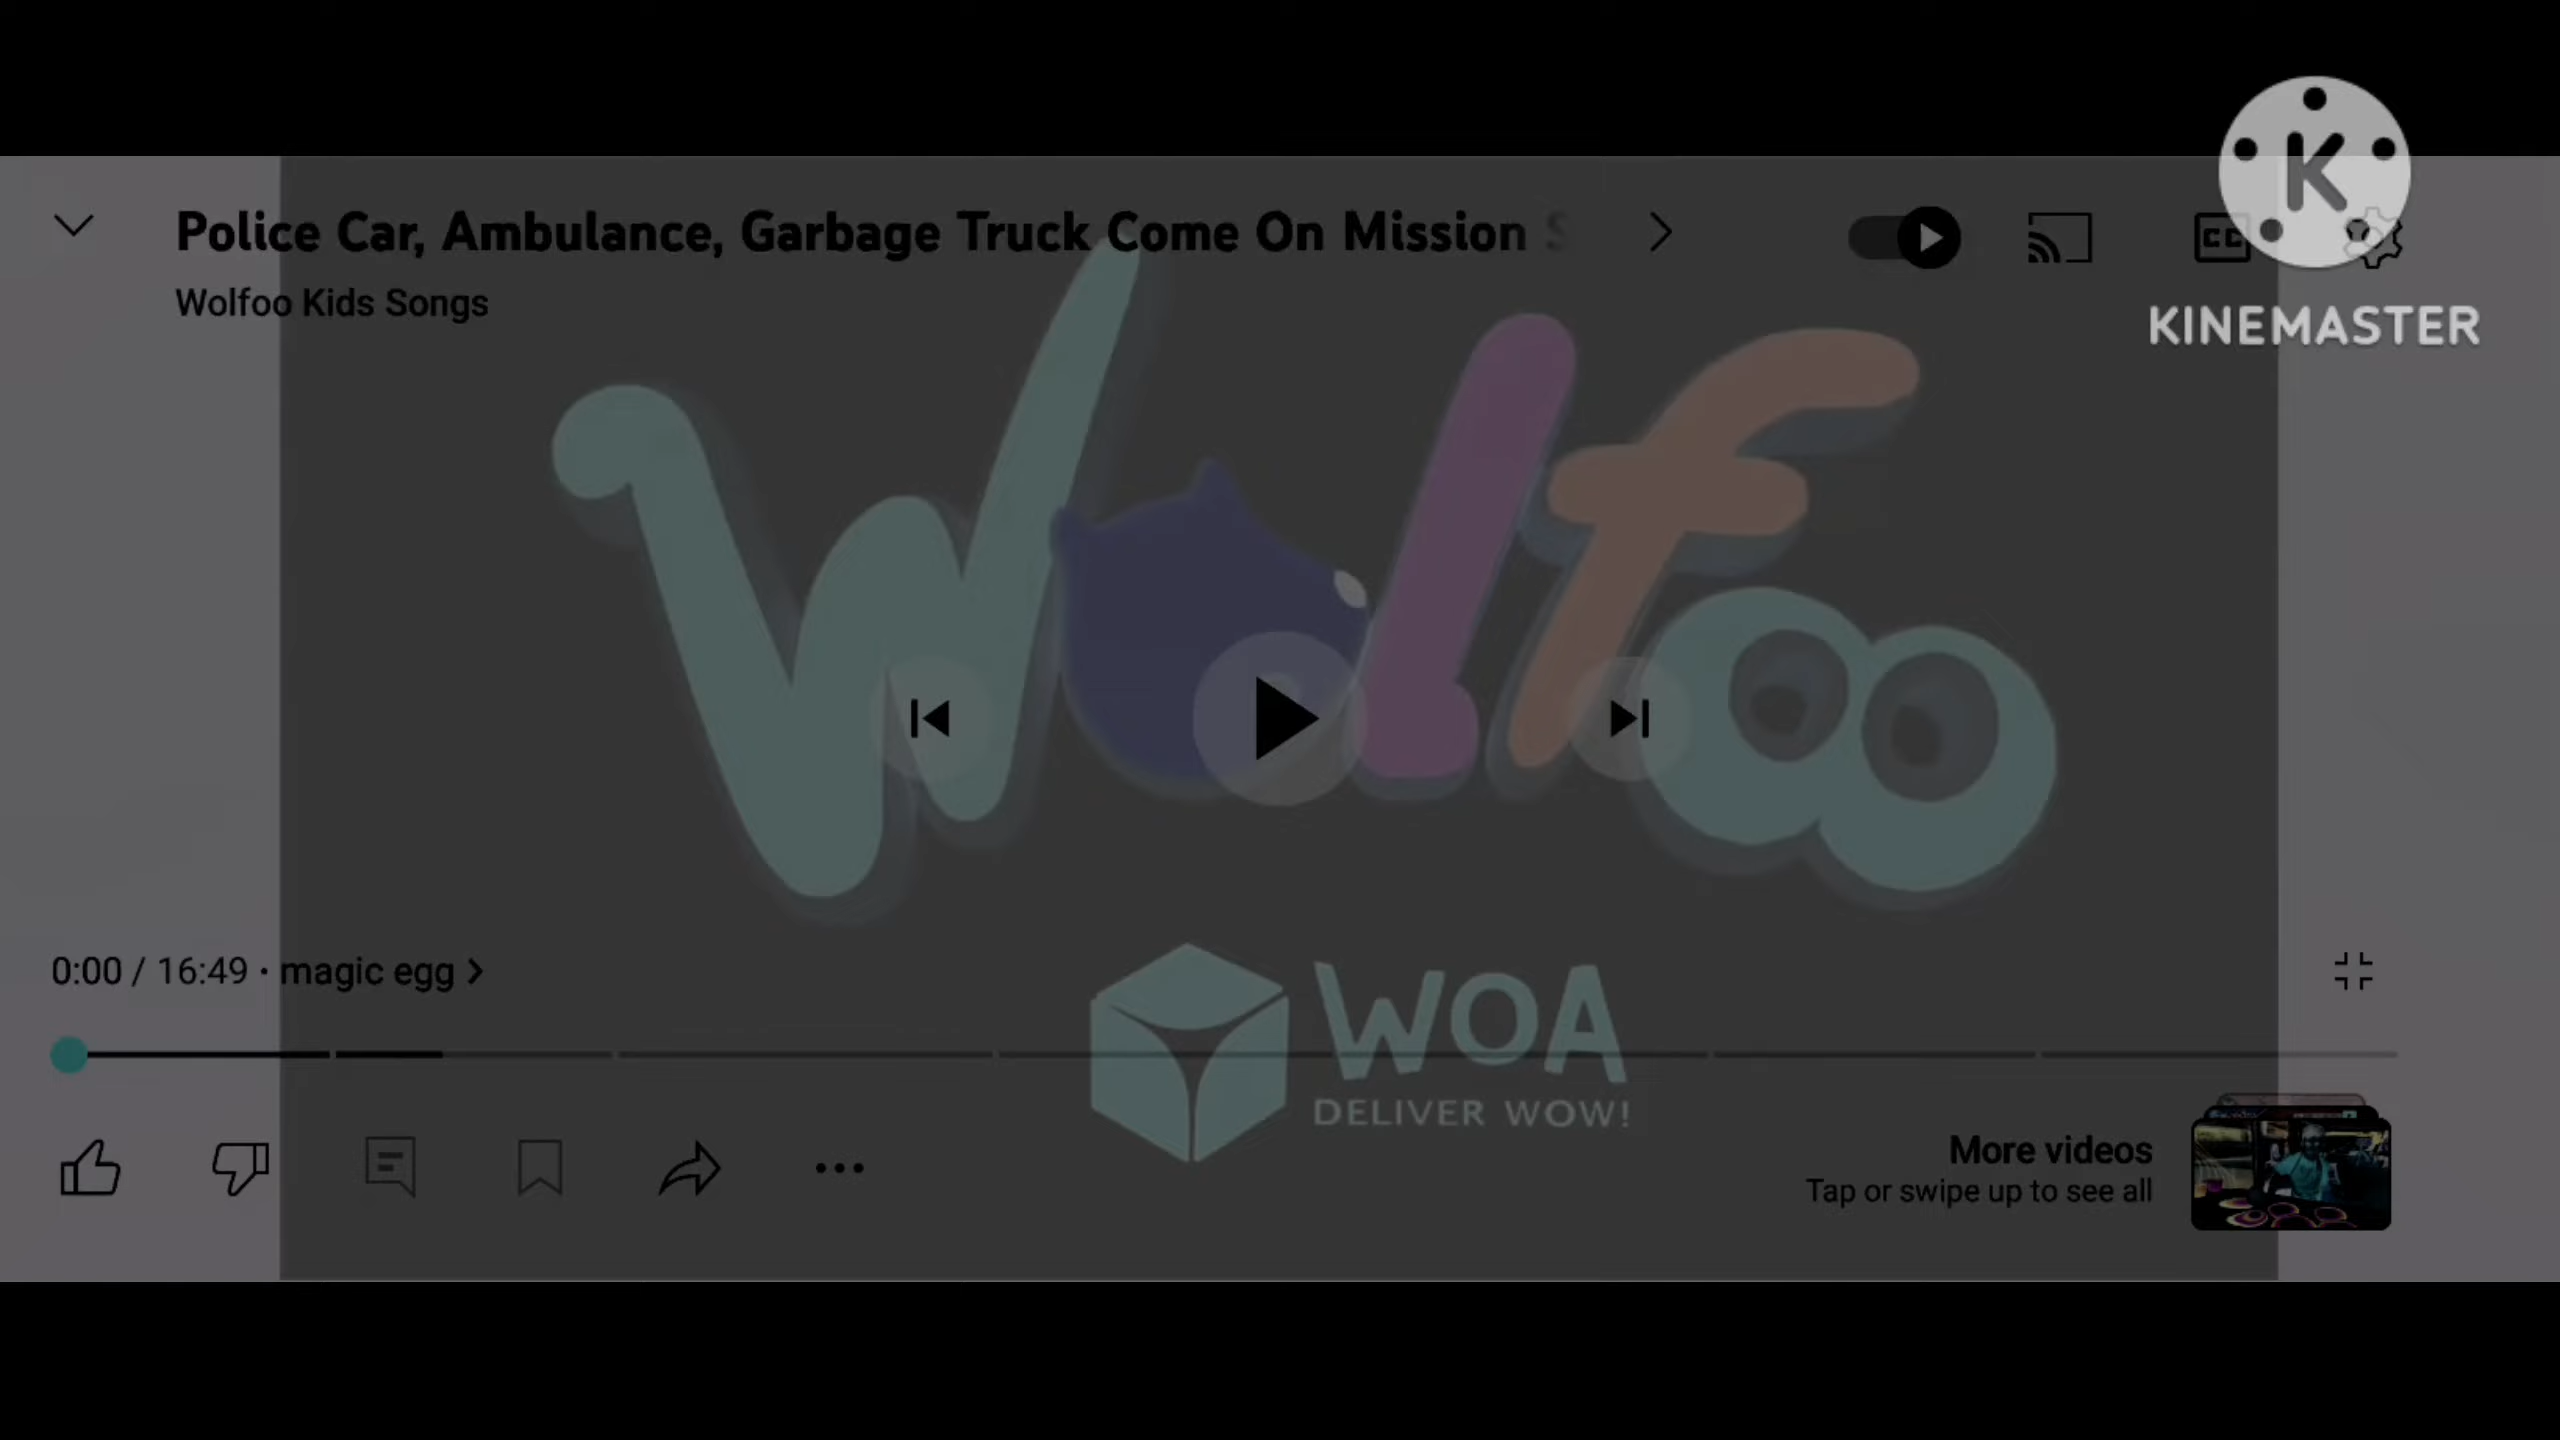 Police Car, Ambulance, Garbage Truck Come On Mission
Wolfoo Kids Songs
CC
K
KINEMASTER
Wolfoo
0:00 / 16:49 · magic egg >
WOA
DELIVER WOW!
More videos
Tap or swipe up to see all